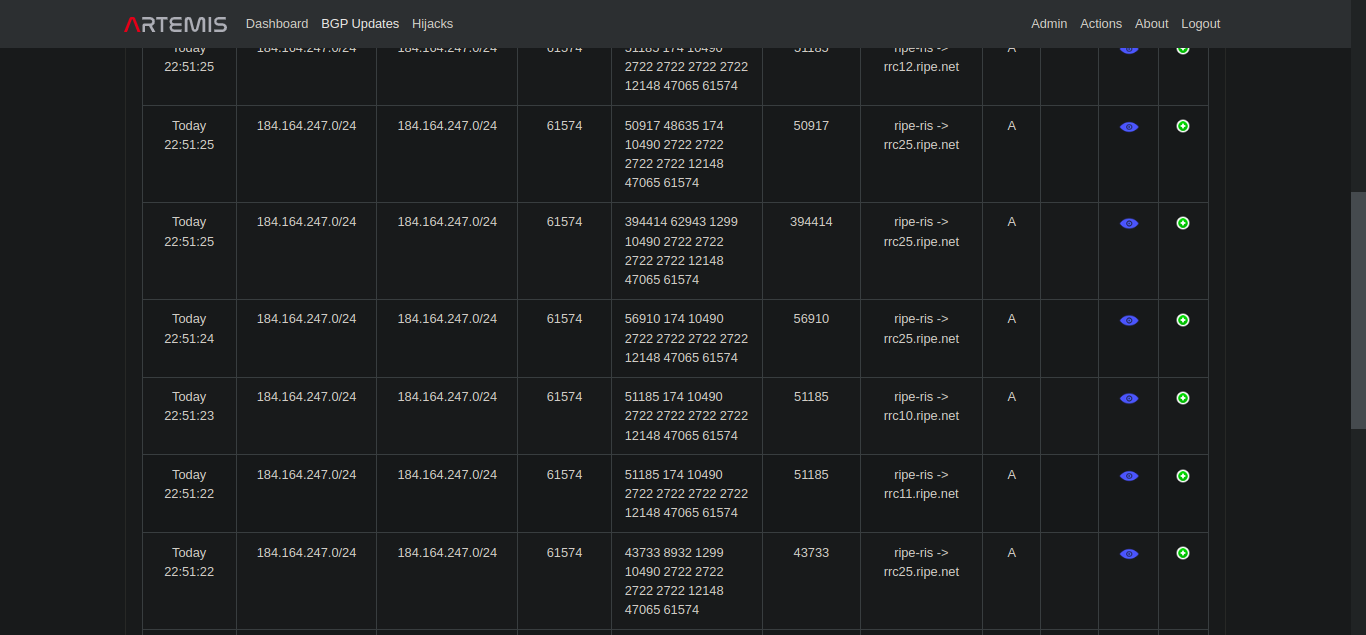 ARTEMIS Dashboard BGP Updates Hijacks Admin Actions About Logout
Today 184.164.247.0/24 184.164.247.0/24 61574 51185 174 10490 51185 ripe-ris -> A
22:51:25 2722 2722 2722 2722 rrc12.ripe.net
12148 47065 61574
Today 184.164.247.0/24 184.164.247.0/24 61574 50917 48635 174 50917 ripe-ris -> A
22:51:25 10490 2722 2722 rrc25.ripe.net
2722 2722 12148
47065 61574
Today 184.164.247.0/24 184.164.247.0/24 61574 394414 62943 1299 394414 ripe-ris -> A
22:51:25 10490 2722 2722 rrc25.ripe.net
2722 2722 12148
47065 61574
Today 184.164.247.0/24 184.164.247.0/24 61574 56910 174 10490 56910 ripe-ris -> A
22:51:24 2722 2722 2722 2722 rrc25.ripe.net
12148 47065 61574
Today 184.164.247.0/24 184.164.247.0/24 61574 51185 174 10490 51185 ripe-ris -> A
22:51:23 2722 2722 2722 2722 rrc10.ripe.net
12148 47065 61574
Today 184.164.247.0/24 184.164.247.0/24 61574 51185 174 10490 51185 ripe-ris -> A
22:51:22 2722 2722 2722 2722 rrc11.ripe.net
12148 47065 61574
Today 184.164.247.0/24 184.164.247.0/24 61574 43733 8932 1299 43733 ripe-ris -> A
22:51:22 10490 2722 2722 rrc25.ripe.net
2722 2722 12148
47065 61574